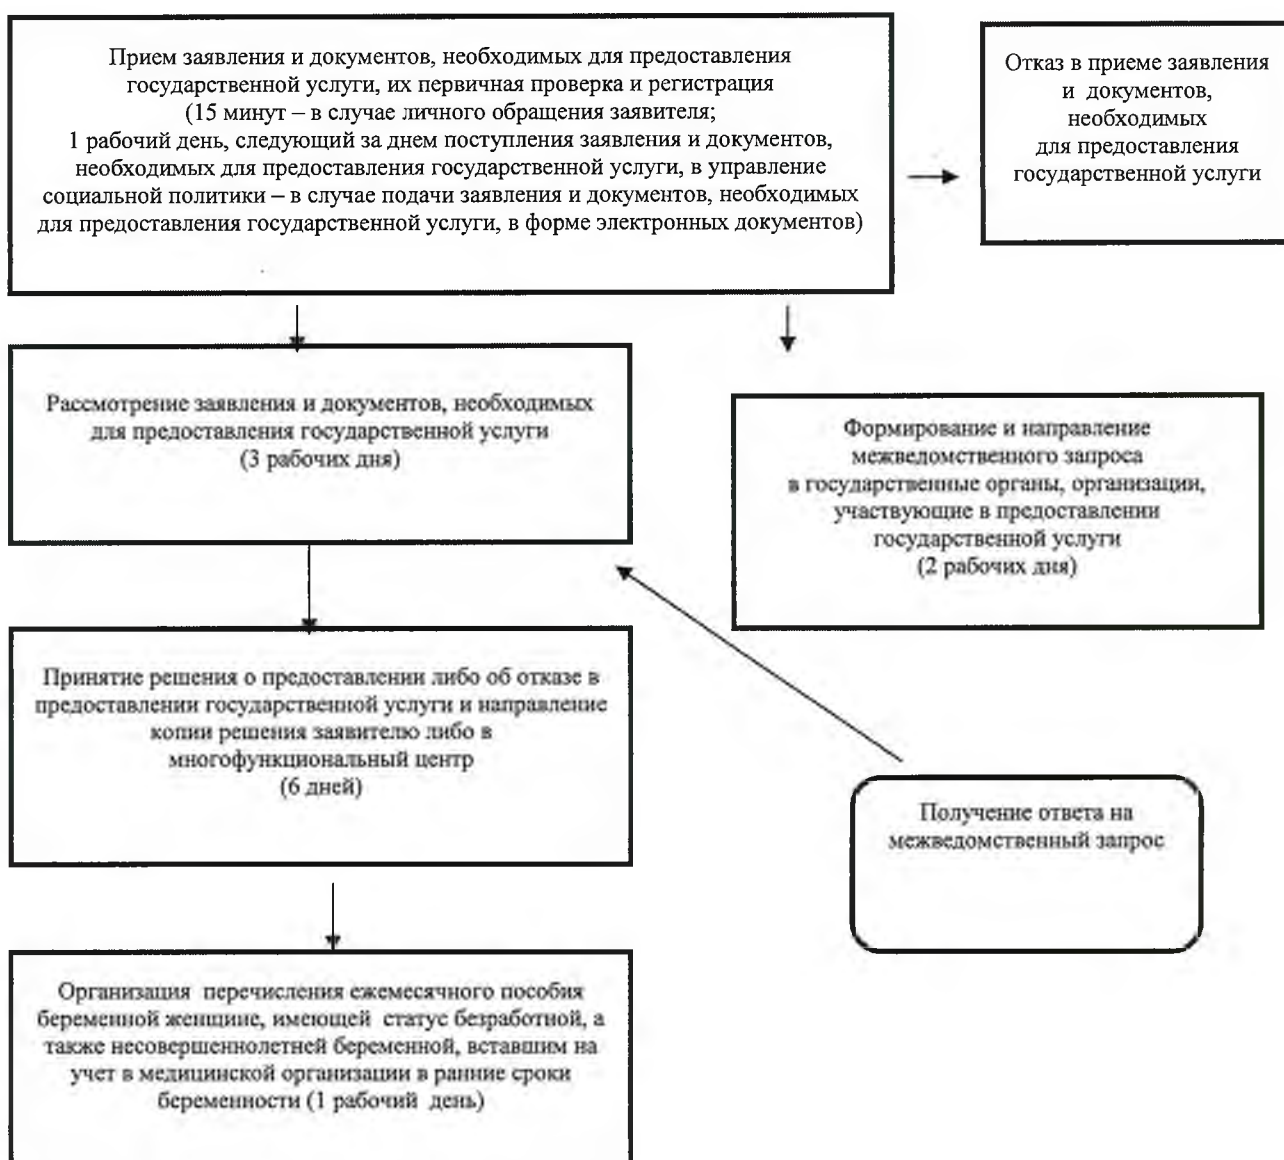 Прием заявления и документов, необходимых для предоставления
государственной услуги, их первичная проверка и регистрация
(15 минут – в случае личного обращения заявителя;
1 рабочий день, следующий за днем поступления заявления и документов,
необходимых для предоставления государственной услуги, в управление
социальной политики – в случае подачи заявления и документов, необходимых
для предоставления государственной услуги, в форме электронных документов)
Отказ в приеме заявления
и документов,
необходимых
для предоставления
государственной услуги
Рассмотрение заявления и документов, необходимых
для предоставления государственной услуги
(3 рабочих дня)
Формирование и направление
межведомственного запроса
в государственные органы, организации,
участвующие в предоставлении
государственной услуги
(2 рабочих дня)
Принятие решения о предоставлении либо об отказе в
предоставлении государственной услуги и направление
копии решения заявителю либо в
многофункциональный центр
(6 дней)
Получение ответа на
межведомственный запрос
Организация перечисления ежемесячного пособия
беременной женщине, имеющей статус безработной, а
также несовершеннолетней беременной, вставшим на
учет в медицинской организации в ранние сроки
беременности (1 рабочий день)